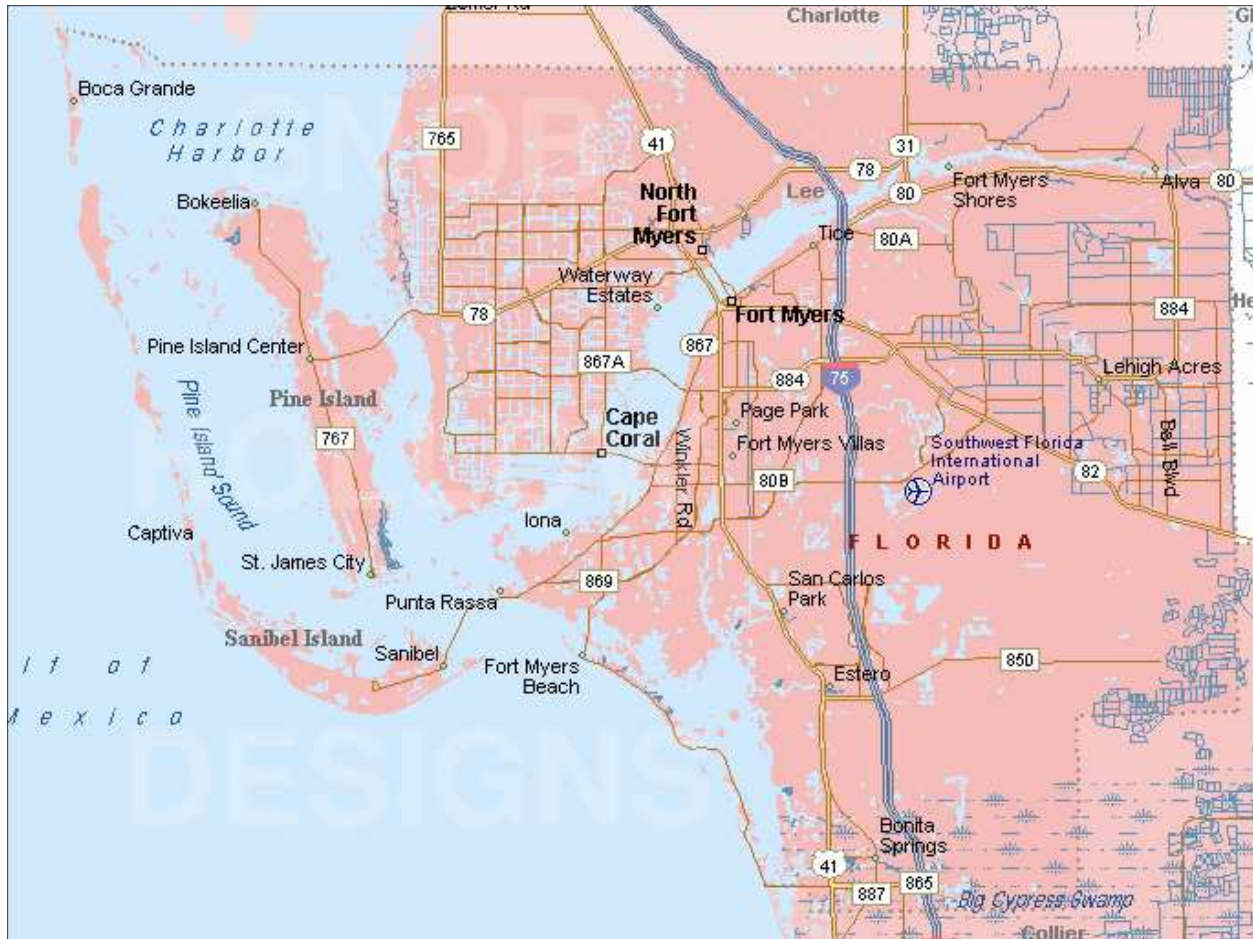 Charlotte
Boca Grande
Charlotte
Harbor
765
41
31
78
North
Fort
Myers
Lee
80
Fort Myers
Shores
Alva
80
Bokeelia
Tice
80A
Waterway
Estates
78
Fort Myers
884
Pine Island Center
867
867A
884
75
Lehigh Acres
Pine Island
Page Park
Cape
Coral
767
Pine Island Sound
Winkler Rd
Fort Myers Villas
Southwest Florida
International
Airport
82
Bell Blvd
80B
Captiva
Iona
FLORIDA
St. James City
869
San Carlos
Park
Punta Rassa
Sanibel Island
Sanibel
Fort Myers
Beach
850
Estero
lf of
Mexico
SNOB
DESIGNS
Bonita
Springs
41
887
865
Big Cypress Swamp
Collier